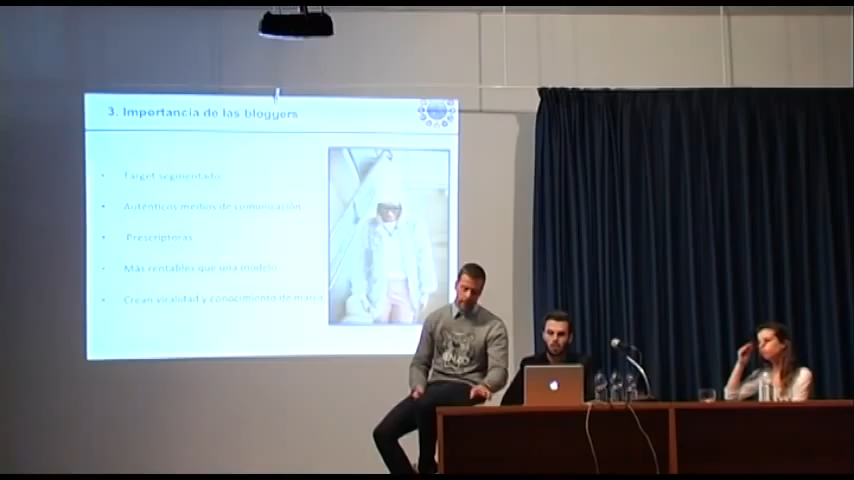 3. Importancia de las bloggers
• Target segmentado
• Auténticos medios de comunicación
• Prescriptoras
• Más rentables que una modelo
• Crean viralidad y conocimiento de marca